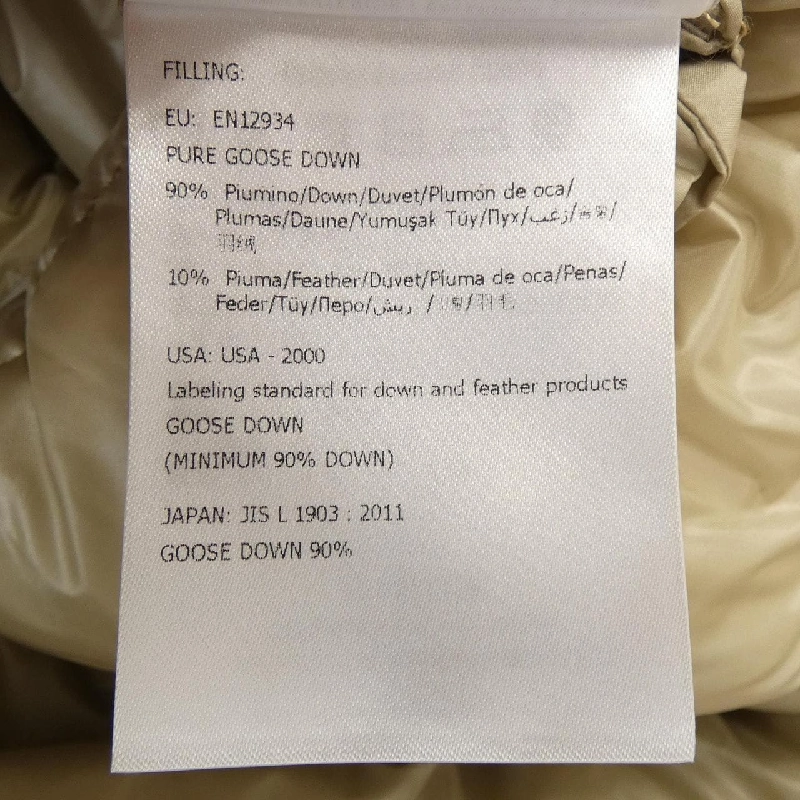 FILLING:
EU: EN12934
PURE GOOSE DOWN
90% Piumino/Down/Duvet/Plumón de oca/
Plumas/Daune/Yumuşak Tüy/Пух/زغب/
羽绒
10% Piuma/Feather/Duvet/Pluma de oca/Penas/
Feder/Tüy/Перо/ريش /羽毛
USA: USA - 2000
Labeling standard for down and feather products
GOOSE DOWN
(MINIMUM 90% DOWN)
JAPAN: JIS L 1903 : 2011
GOOSE DOWN 90%